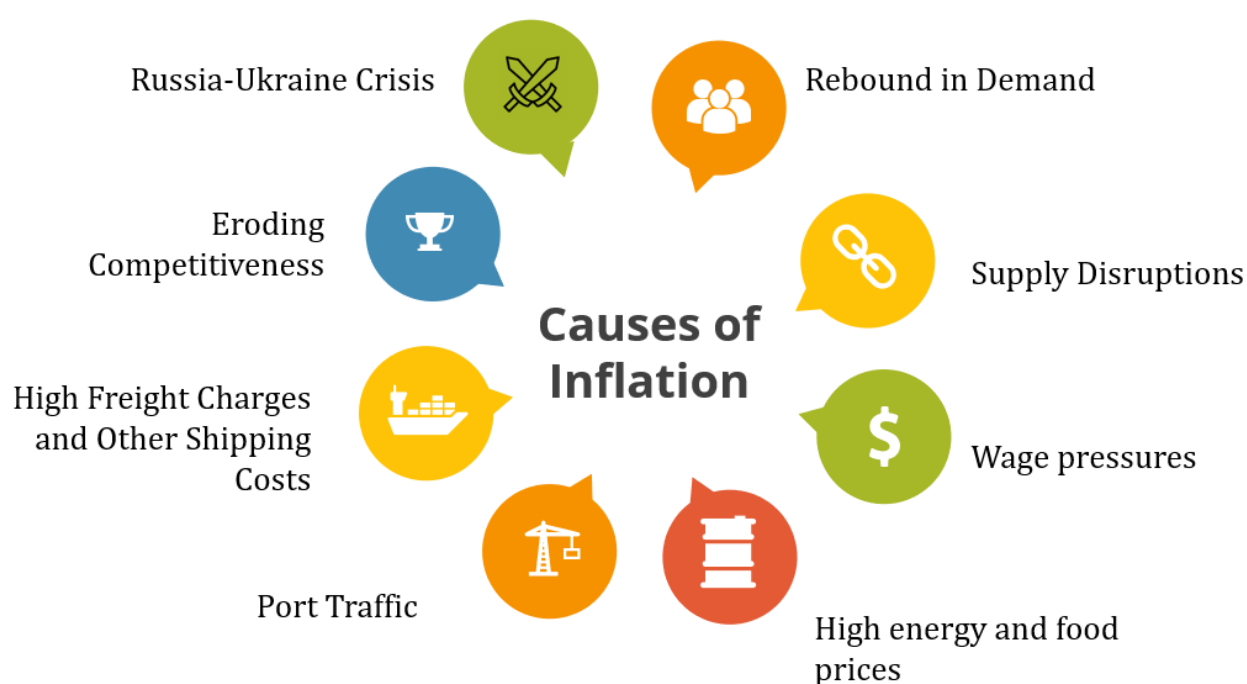 Russia-Ukraine Crisis
Rebound in Demand
Eroding
Competitiveness
Supply Disruptions
Causes of
Inflation
High Freight Charges
and Other Shipping
Costs
Wage pressures
$
Port Traffic
High energy and food
prices